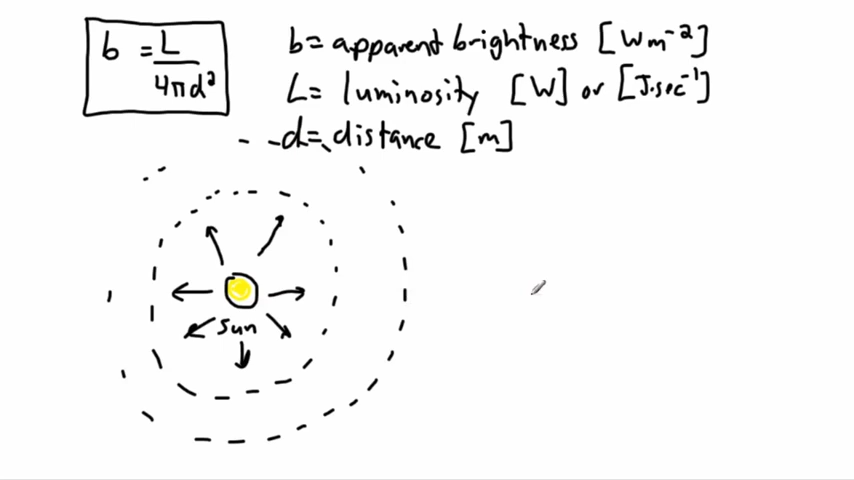 b = L / 4πd²
b = apparent brightness [Wm⁻²]
L = luminosity [W] or [J·sec⁻¹]
d = distance [m]
sun